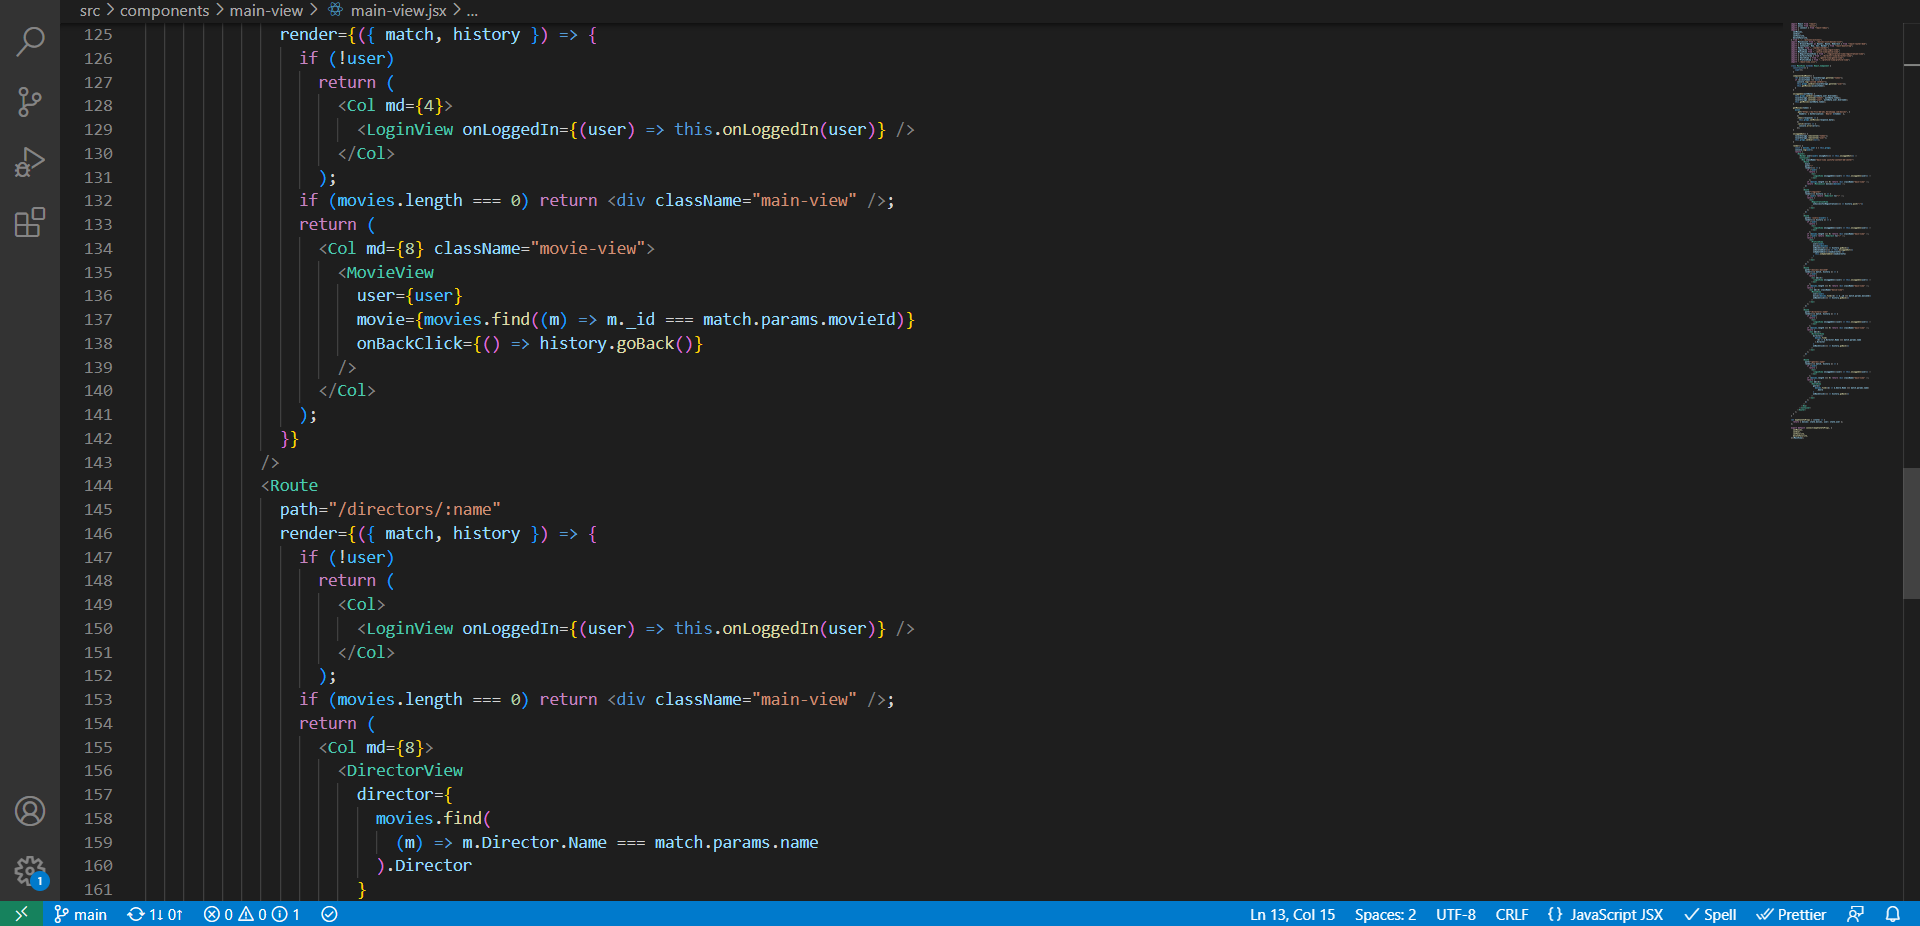 src > components > main-view > main-view.jsx > ...
125 render={({ match, history }) => {
126 if (!user)
127 return (
128 <Col md={4}>
129 <LoginView onLoggedIn={(user) => this.onLoggedIn(user)} />
130 </Col>
131 );
132 if (movies.length === 0) return <div className="main-view" />;
133 return (
134 <Col md={8} className="movie-view">
135 <MovieView
136 user={user}
137 movie={movies.find((m) => m._id === match.params.movieId)}
138 onBackClick={() => history.goBack()}
139 />
140 </Col>
141 );
142 }}
143 />
144 <Route
145 path="/directors/:name"
146 render={({ match, history }) => {
147 if (!user)
148 return (
149 <Col>
150 <LoginView onLoggedIn={(user) => this.onLoggedIn(user)} />
151 </Col>
152 );
153 if (movies.length === 0) return <div className="main-view" />;
154 return (
155 <Col md={8}>
156 <DirectorView
157 director={
158 movies.find(
159 (m) => m.Director.Name === match.params.name
160 ).Director
161 }
1
main 1↓ 0↑ 0 0 1 Ln 13, Col 15 Spaces: 2 UTF-8 CRLF {} JavaScript JSX Spell Prettier